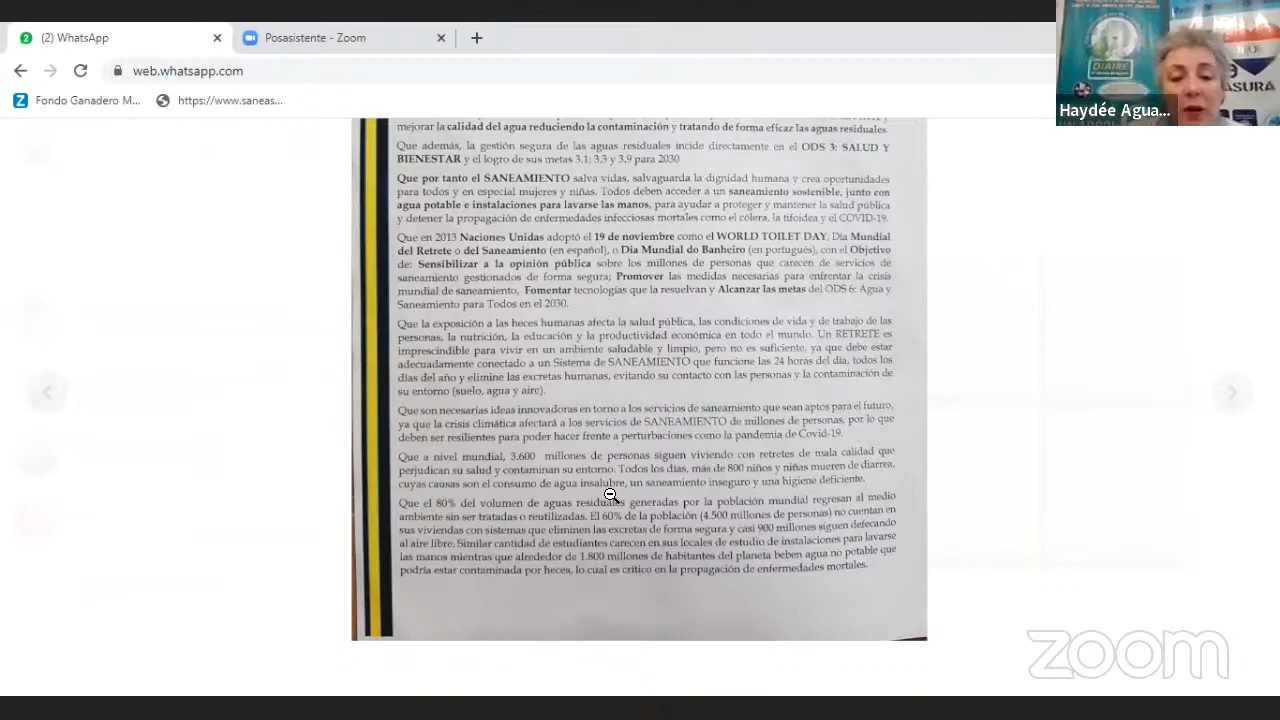 (2) WhatsApp
Posasistente - Zoom
web.whatsapp.com
Fondo Ganadero M...
https://www.saneas...
DIAIRE
ASURA
Haydée Agua...
mejorar la calidad del agua reduciendo la contaminación y tratando de forma eficaz las aguas residuales.
Que además, la gestión segura de las aguas residuales incide directamente en el ODS 3: SALUD Y
BIENESTAR y el logro de sus metas 3.1; 3.3 y 3.9 para 2030
Que por tanto el SANEAMIENTO salva vidas, salvaguarda la dignidad humana y crea oportunidades
para todos y en especial mujeres y niñas. Todos deben acceder a un saneamiento sostenible, junto con
agua potable e instalaciones para lavarse las manos, para ayudar a proteger y mantener la salud pública
y detener la propagación de enfermedades infecciosas mortales como el cólera, la tifoidea y el COVID-19.
Que en 2013 Naciones Unidas adoptó el 19 de noviembre como el WORLD TOILET DAY, Día Mundial
del Retrete o del Saneamiento (en español), o Dia Mundial do Banheiro (en portugués), con el Objetivo
de: Sensibilizar a la opinión pública sobre los millones de personas que carecen de servicios de
saneamiento gestionados de forma segura; Promover las medidas necesarias para enfrentar la crisis
mundial de saneamiento, Fomentar tecnologías que la resuelvan y Alcanzar las metas del ODS 6: Agua y
Saneamiento para Todos en el 2030.
Que la exposición a las heces humanas afecta la salud pública, las condiciones de vida y de trabajo de las
personas, la nutrición, la educación y la productividad económica en todo el mundo. Un RETRETE es
imprescindible para vivir en un ambiente saludable y limpio, pero no es suficiente, ya que debe estar
adecuadamente conectado a un Sistema de SANEAMIENTO que funcione las 24 horas del día, todos los
días del año y elimine las excretas humanas, evitando su contacto con las personas y la contaminación de
su entorno (suelo, agua y aire).
Que son necesarias ideas innovadoras en torno a los servicios de saneamiento que sean aptos para el futuro,
ya que la crisis climática afectará a los servicios de SANEAMIENTO de millones de personas, por lo que
deben ser resilientes para poder hacer frente a perturbaciones como la pandemia de Covid-19.
Que a nivel mundial, 3.600 millones de personas siguen viviendo con retretes de mala calidad que
perjudican su salud y contaminan su entorno. Todos los días, más de 800 niños y niñas mueren de diarrea,
cuyas causas son el consumo de agua insalubre, un saneamiento inseguro y una higiene deficiente.
Que el 80% del volumen de aguas residuales generadas por la población mundial regresan al medio
ambiente sin ser tratadas o reutilizadas. El 60% de la población (4.500 millones de personas) no cuentan en
sus viviendas con sistemas que eliminen las excretas de forma segura y casi 900 millones siguen defecando
al aire libre. Similar cantidad de estudiantes carecen en sus locales de estudio de instalaciones para lavarse
las manos mientras que alrededor de 1.800 millones de habitantes del planeta beben agua no potable que
podría estar contaminada por heces, lo cual es crítico en la propagación de enfermedades mortales.
zoom